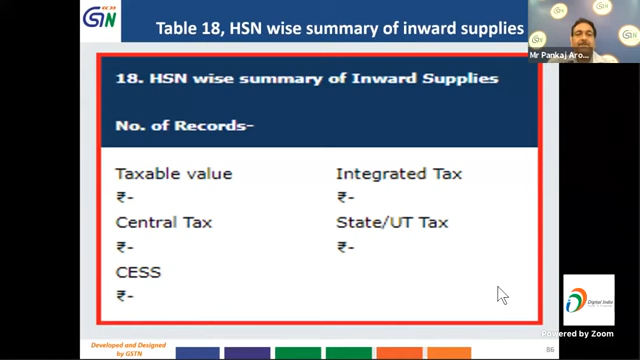 GSTN
Table 18, HSN wise summary of inward supplies
Mr Pankaj Aro...
18. HSN wise summary of Inward Supplies
No. of Records-
Taxable value
Integrated Tax
₹-
₹-
Central Tax
State/UT Tax
₹-
₹-
CESS
₹-
Digital India
Powered by Zoom
Developed and Designed
by GSTN
86